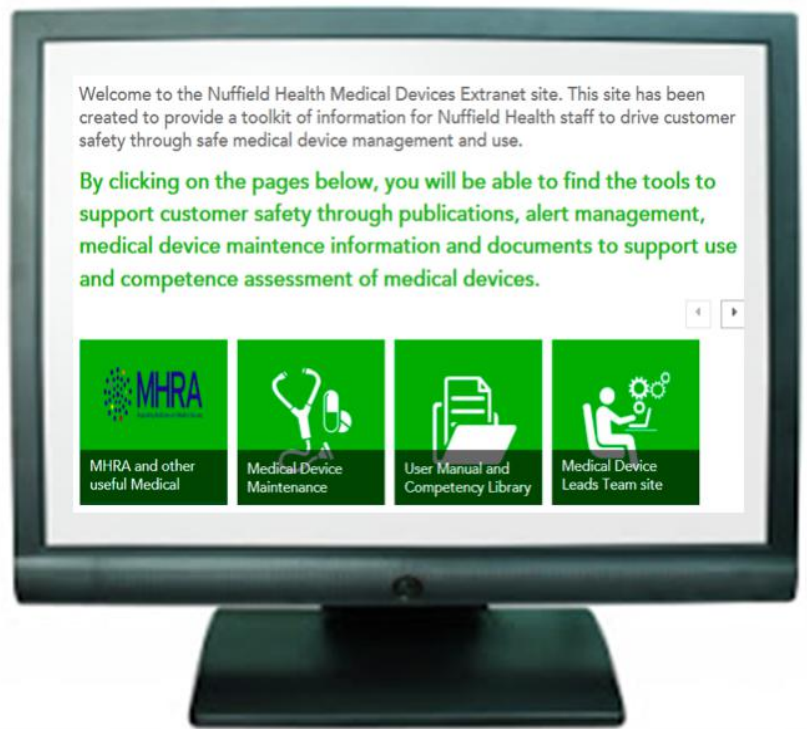 Welcome to the Nuffield Health Medical Devices Extranet site. This site has been
created to provide a toolkit of information for Nuffield Health staff to drive customer
safety through safe medical device management and use.
By clicking on the pages below, you will be able to find the tools to
support customer safety through publications, alert management,
medical device maintence information and documents to support use
and competence assessment of medical devices.
MHRA
MHRA and other
useful Medical
Medical Device
Maintenance
User Manual and
Competency Library
Medical Device
Leads Team site